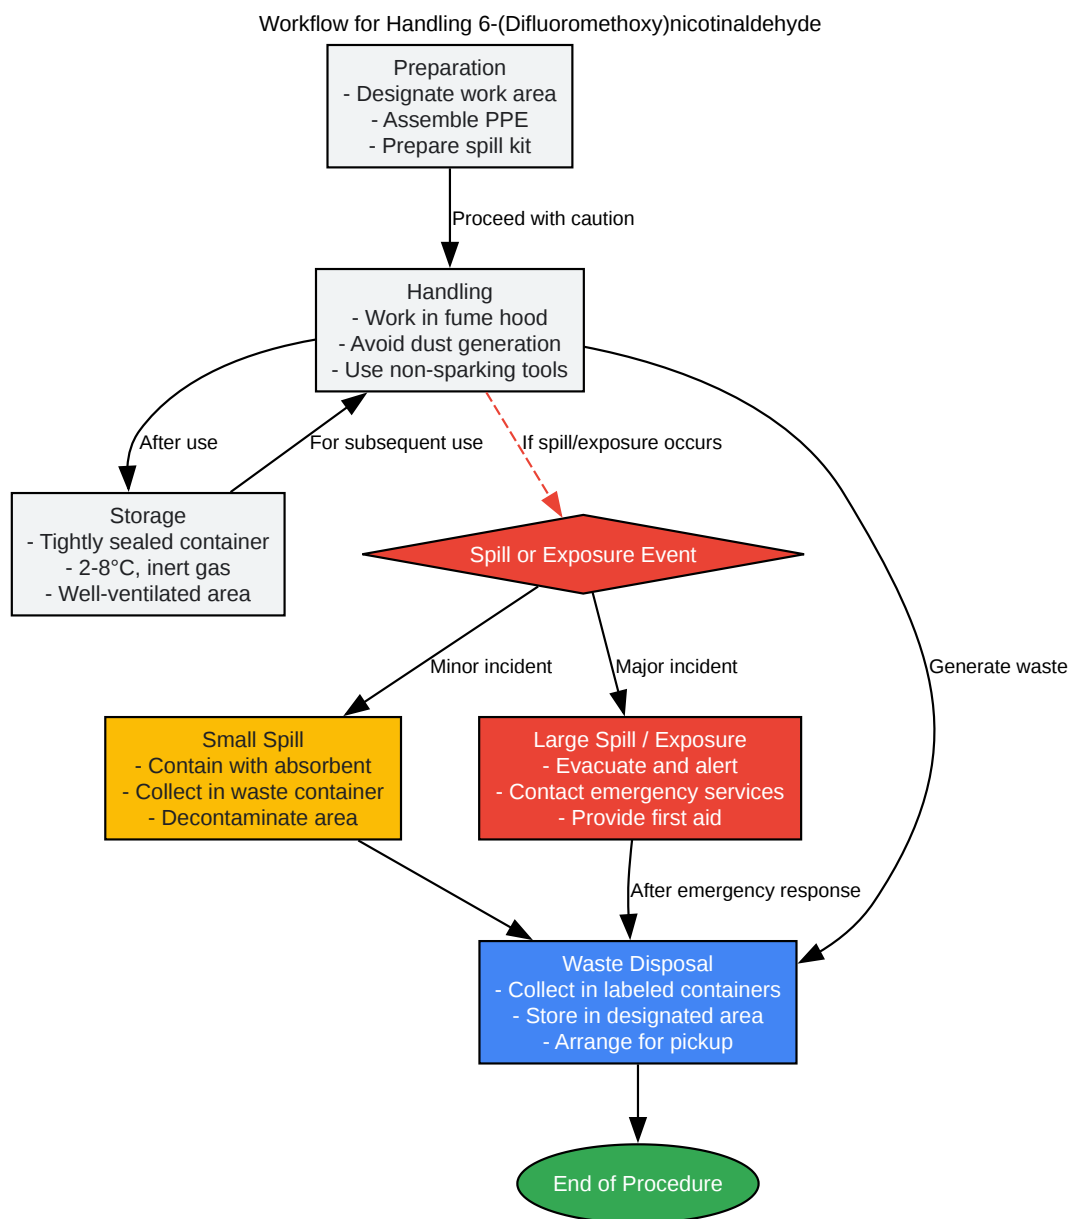 Workflow for Handling 6-(Difluoromethoxy)nicotinaldehyde
Preparation
- Designate work area
- Assemble PPE
- Prepare spill kit
Proceed with caution
Handling
- Work in fume hood
- Avoid dust generation
- Use non-sparking tools
After use
For subsequent use
If spill/exposure occurs
Storage
- Tightly sealed container
- 2-8°C, inert gas
- Well-ventilated area
Spill or Exposure Event
Minor incident
Major incident
Generate waste
Small Spill
- Contain with absorbent
- Collect in waste container
- Decontaminate area
Large Spill / Exposure
- Evacuate and alert
- Contact emergency services
- Provide first aid
After emergency response
Waste Disposal
- Collect in labeled containers
- Store in designated area
- Arrange for pickup
End of Procedure